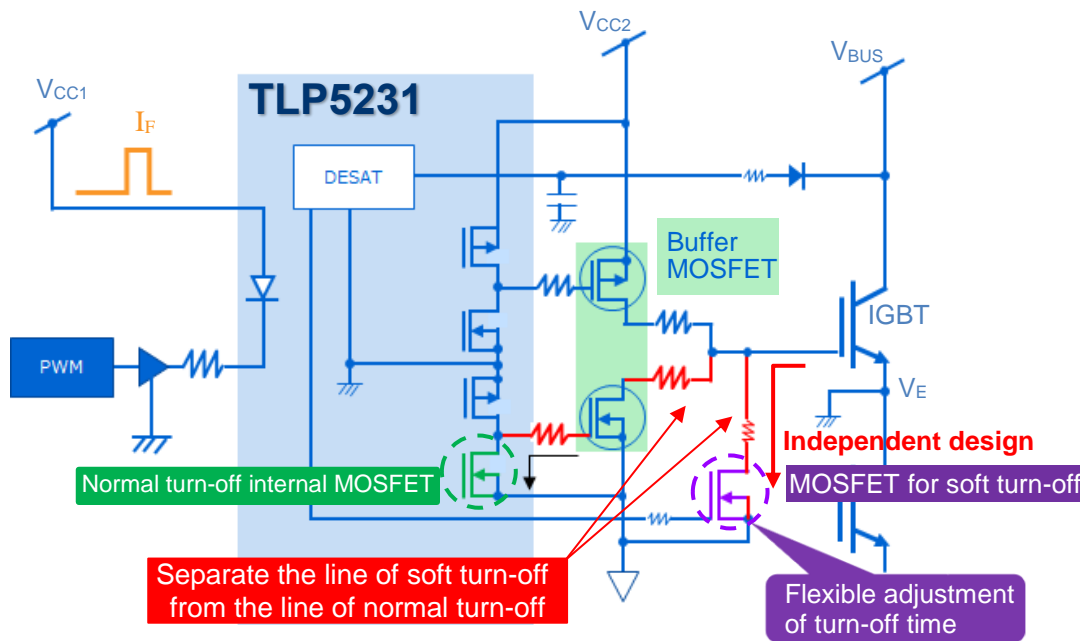 VCC2
VBUS
VCC1
TLP5231
IF
DESAT
Buffer
MOSFET
IGBT
PWM
VE
Independent design
Normal turn-off internal MOSFET
MOSFET for soft turn-off
Separate the line of soft turn-off
from the line of normal turn-off
Flexible adjustment
of turn-off time